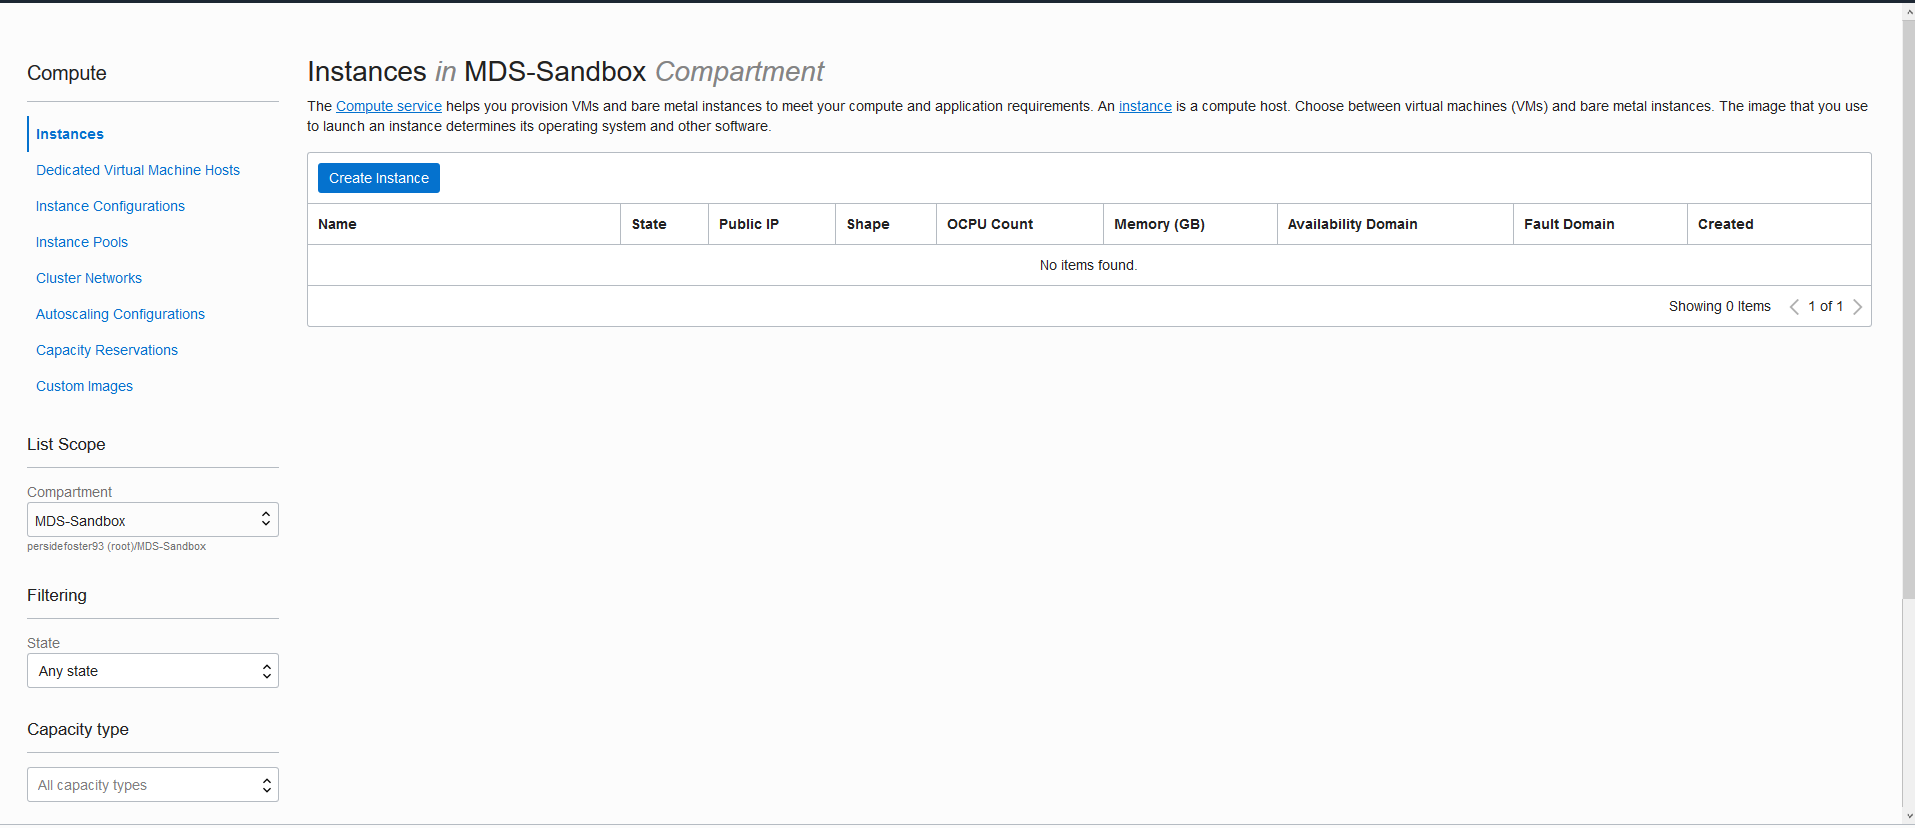 Compute
Instances
Dedicated Virtual Machine Hosts
Instance Configurations
Instance Pools
Cluster Networks
Autoscaling Configurations
Capacity Reservations
Custom Images
List Scope
Compartment
MDS-Sandbox
persidefoster93 (root)/MDS-Sandbox
Filtering
State
Any state
Capacity type
All capacity types
Instances in MDS-Sandbox Compartment
The Compute service helps you provision VMs and bare metal instances to meet your compute and application requirements. An instance is a compute host. Choose between virtual machines (VMs) and bare metal instances. The image that you use
to launch an instance determines its operating system and other software.
Create Instance
Name State Public IP Shape OCPU Count Memory (GB) Availability Domain Fault Domain Created
No items found.
Showing 0 Items 1 of 1